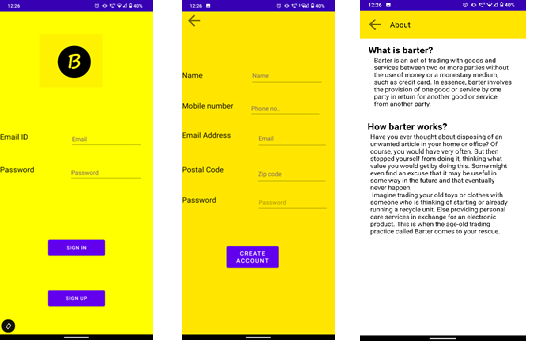 12:26
40%
B
Email ID
Email
Password
Password
SIGN IN
SIGN UP
12:26
40%
Name
Name
Mobile number
Phone no..
Email Address
Email
Postal Code
Zip code
Password
Password
CREATE
ACCOUNT
12:26
40%
About
What is barter?
Barter is an act of trading with goods and
services between two or more parties without
the use of money or a monetary medium,
such as credit card. In essence, barter involves
the provision of one good or service by one
party in return for another good or service
from another party.
How barter works?
Have you ever thought about disposing of an
unwanted article in your home or office? Of
course, you would have very often. But then
stopped yourself from doing it, thinking what
value you would get by doing this. Some might
even find an excuse that it may be useful in
some way in the future and that eventually
never happen.
Imagine trading your old toys or clothes with
someone who is thinking of starting or already
running a recycle unit. Else providing personal
care services in exchange for an electronic
product. This is when the age-old trading
practice called Barter comes to your rescue.